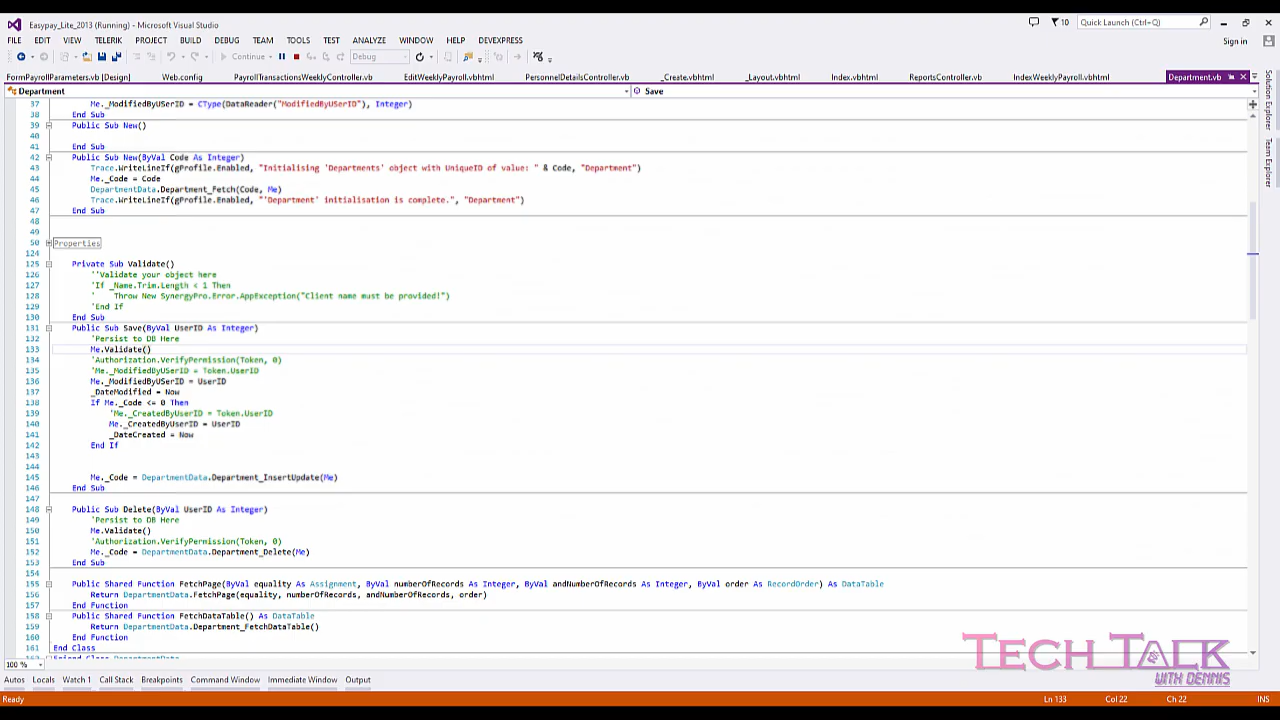 Easypay_Lite_2013 (Running) - Microsoft Visual Studio
10
Quick Launch (Ctrl+Q)
FILE EDIT VIEW TELERIK PROJECT BUILD DEBUG TEAM TOOLS TEST ANALYZE WINDOW HELP DEVEXPRESS
Sign in
Continue Debug
FormPayrollParameters.vb [Design] Web.config PayrollTransactionsWeeklyController.vb EditWeeklyPayroll.vbhtml PersonnelDetailsController.vb _Create.vbhtml _Layout.vbhtml Index.vbhtml ReportsController.vb IndexWeeklyPayroll.vbhtml Department.vb
Department Save
Solution Explorer
Team Explorer
37 Me._ModifiedByUSerID = CType(DataReader("ModifiedByUSerID"), Integer)
38 End Sub
39 Public Sub New()
40
41 End Sub
42 Public Sub New(ByVal Code As Integer)
43 Trace.WriteLineIf(gProfile.Enabled, "Initialising 'Departments' object with UniqueID of value: " & Code, "Department")
44 Me._Code = Code
45 DepartmentData.Department_Fetch(Code, Me)
46 Trace.WriteLineIf(gProfile.Enabled, "'Department' initialisation is complete.", "Department")
47 End Sub
48
49
50 Properties
124
125 Private Sub Validate()
126 ''Validate your object here
127 'If _Name.Trim.Length < 1 Then
128 ' Throw New SynergyPro.Error.AppException("Client name must be provided!")
129 'End If
130 End Sub
131 Public Sub Save(ByVal UserID As Integer)
132 'Persist to DB Here
133 Me.Validate()
134 'Authorization.VerifyPermission(Token, 0)
135 'Me._ModifiedByUSerID = Token.UserID
136 Me._ModifiedByUSerID = UserID
137 _DateModified = Now
138 If Me._Code <= 0 Then
139 'Me._CreatedByUserID = Token.UserID
140 Me._CreatedByUserID = UserID
141 _DateCreated = Now
142 End If
143
144
145 Me._Code = DepartmentData.Department_InsertUpdate(Me)
146 End Sub
147
148 Public Sub Delete(ByVal UserID As Integer)
149 'Persist to DB Here
150 Me.Validate()
151 'Authorization.VerifyPermission(Token, 0)
152 Me._Code = DepartmentData.Department_Delete(Me)
153 End Sub
154
155 Public Shared Function FetchPage(ByVal equality As Assignment, ByVal numberOfRecords As Integer, ByVal andNumberOfRecords As Integer, ByVal order As RecordOrder) As DataTable
156 Return DepartmentData.FetchPage(equality, numberOfRecords, andNumberOfRecords, order)
157 End Function
158 Public Shared Function FetchDataTable() As DataTable
159 Return DepartmentData.Department_FetchDataTable()
160 End Function
161 End Class
TECH TALK
WITH DENNIS
100 %
Autos Locals Watch 1 Call Stack Breakpoints Command Window Immediate Window Output
Ready Ln 133 Col 22 Ch 22 INS